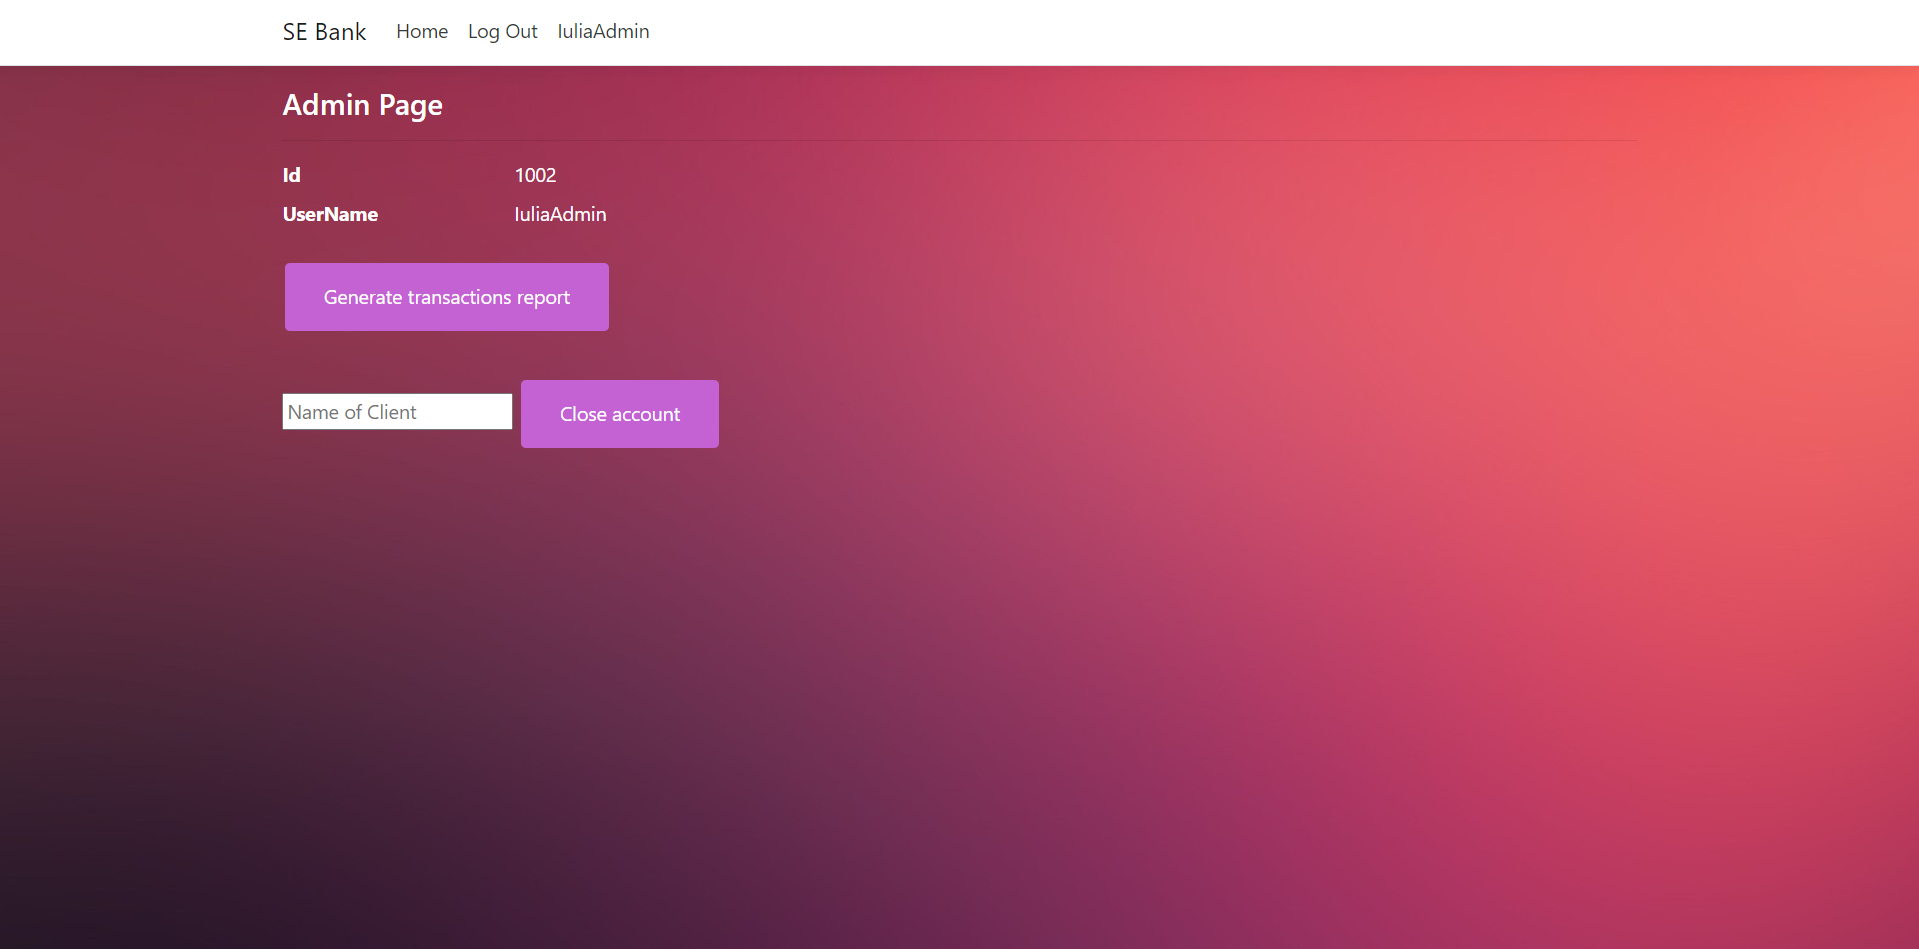 SE Bank Home Log Out IuliaAdmin
Admin Page
Id 1002
UserName IuliaAdmin
Generate transactions report
Name of Client Close account